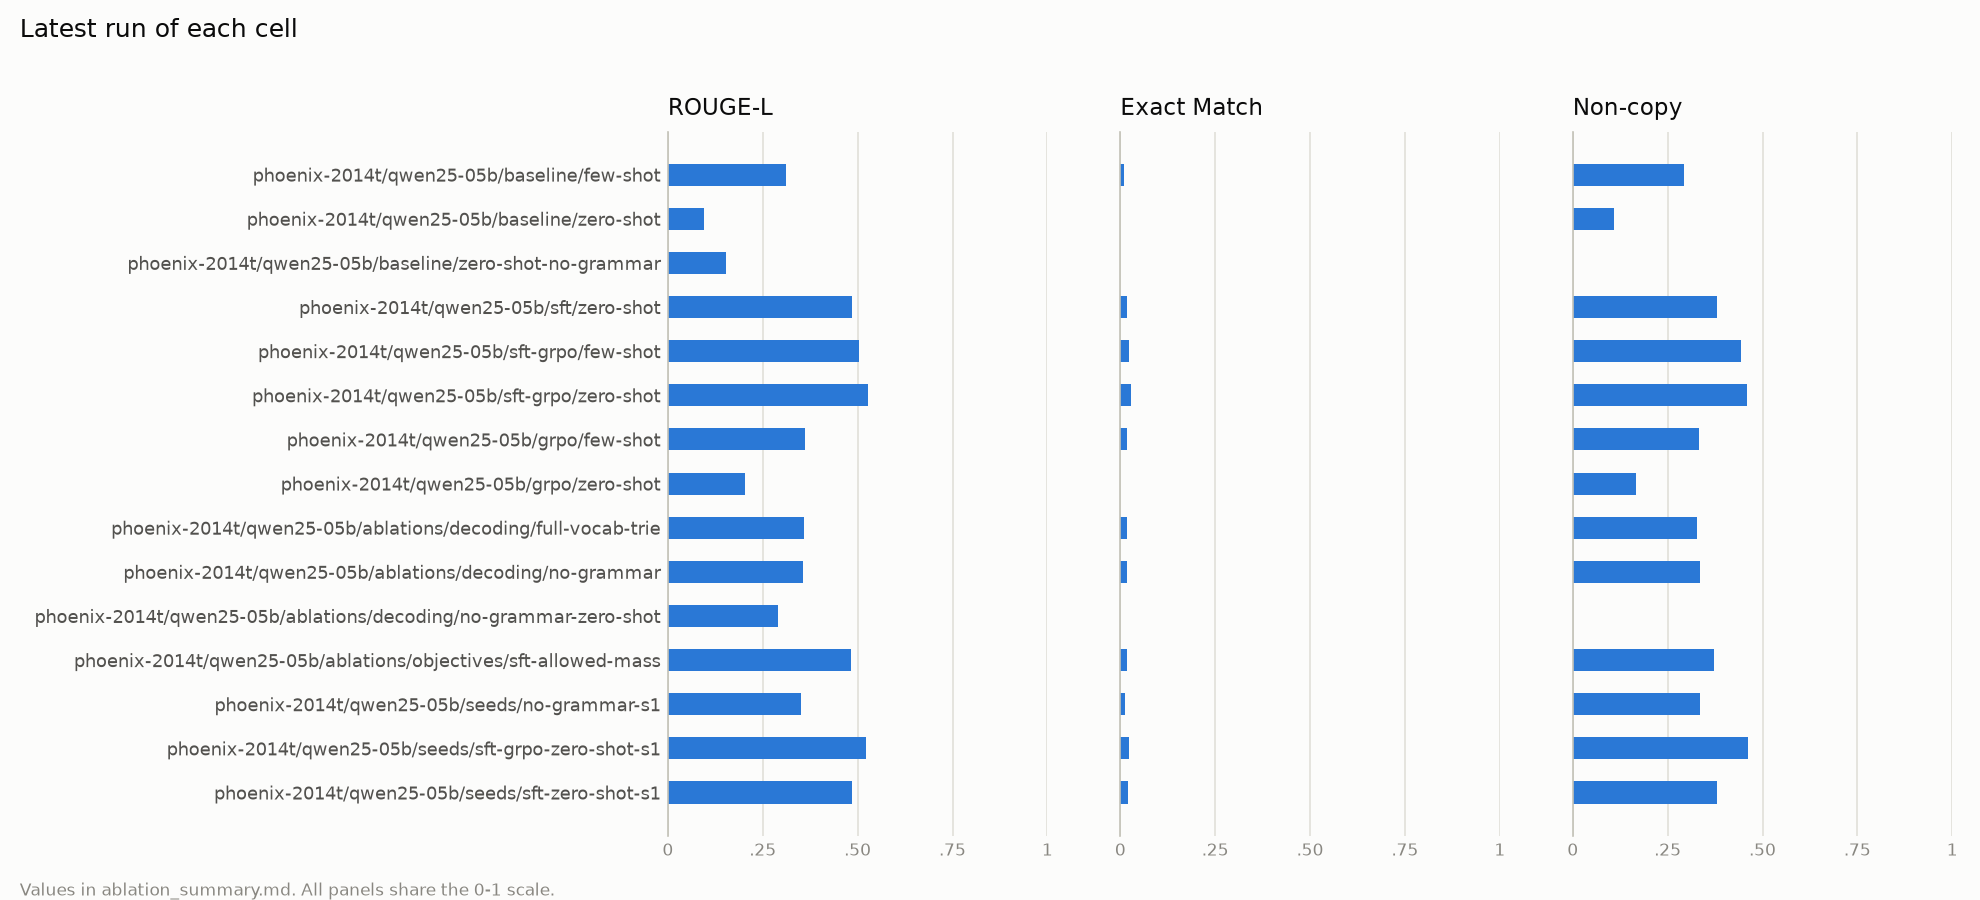 Latest run of each cell
ROUGE-L
Exact Match
Non-copy
phoenix-2014t/qwen25-05b/baseline/few-shot
phoenix-2014t/qwen25-05b/baseline/zero-shot
phoenix-2014t/qwen25-05b/baseline/zero-shot-no-grammar
phoenix-2014t/qwen25-05b/sft/zero-shot
phoenix-2014t/qwen25-05b/sft-grpo/few-shot
phoenix-2014t/qwen25-05b/sft-grpo/zero-shot
phoenix-2014t/qwen25-05b/grpo/few-shot
phoenix-2014t/qwen25-05b/grpo/zero-shot
phoenix-2014t/qwen25-05b/ablations/decoding/full-vocab-trie
phoenix-2014t/qwen25-05b/ablations/decoding/no-grammar
phoenix-2014t/qwen25-05b/ablations/decoding/no-grammar-zero-shot
phoenix-2014t/qwen25-05b/ablations/objectives/sft-allowed-mass
phoenix-2014t/qwen25-05b/seeds/no-grammar-s1
phoenix-2014t/qwen25-05b/seeds/sft-grpo-zero-shot-s1
phoenix-2014t/qwen25-05b/seeds/sft-zero-shot-s1
0 .25 .50 .75 1
0 .25 .50 .75 1
0 .25 .50 .75 1
Values in ablation_summary.md. All panels share the 0-1 scale.